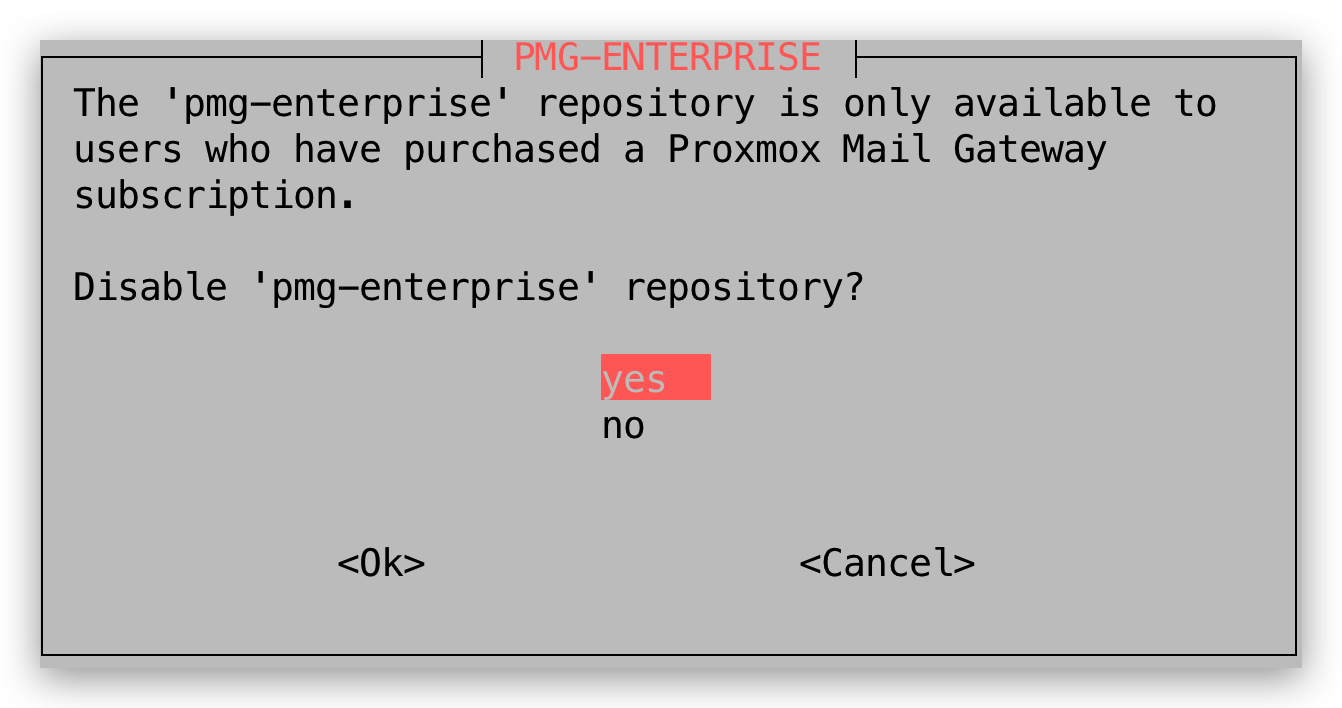 PMG-ENTERPRISE
The 'pmg-enterprise' repository is only available to
users who have purchased a Proxmox Mail Gateway
subscription.
Disable 'pmg-enterprise' repository?
yes
no
<Ok> <Cancel>